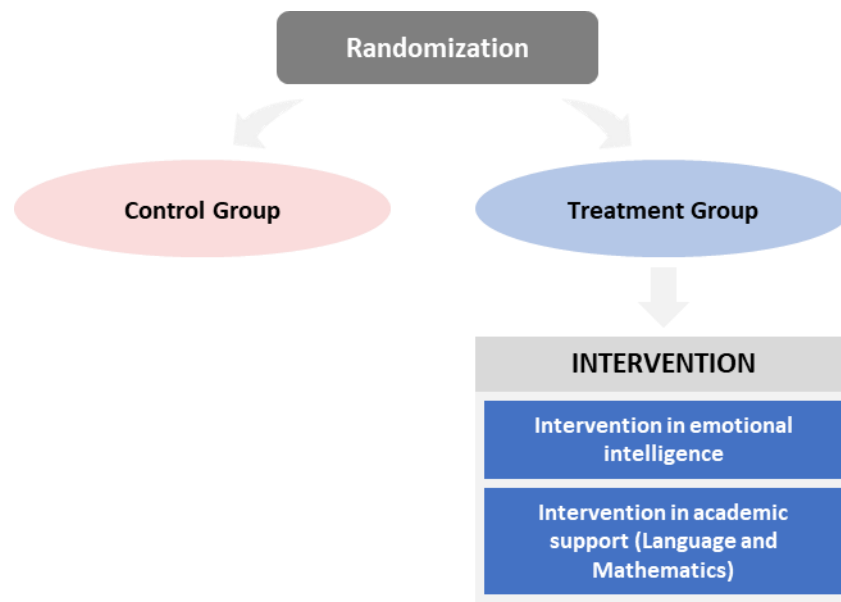 Randomization
Control Group
Treatment Group
INTERVENTION
Intervention in emotional
intelligence
Intervention in academic
support (Language and
Mathematics)